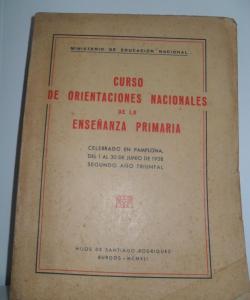 MINISTERIO DE EDUCACIÓN NACIONAL
CURSO
DE ORIENTACIONES NACIONALES
DE LA
ENSEÑANZA PRIMARIA
CELEBRADO EN PAMPLONA,
DEL 1 AL 30 DE JUNIO DE 1938
SEGUNDO AÑO TRIUNFAL
HIJOS DE SANTIAGO RODRIGUEZ
BURGOS - MCMXXI